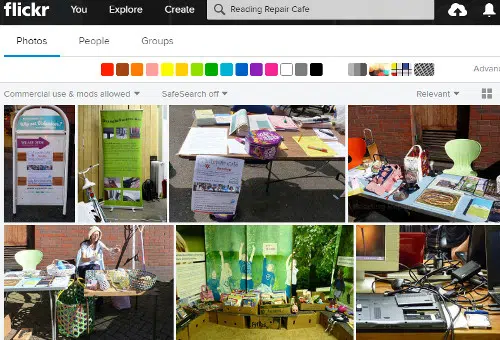 flickr You Explore Create Reading Repair Cafe
Photos People Groups
Advan
Commercial use & mods allowed SafeSearch off Relevant